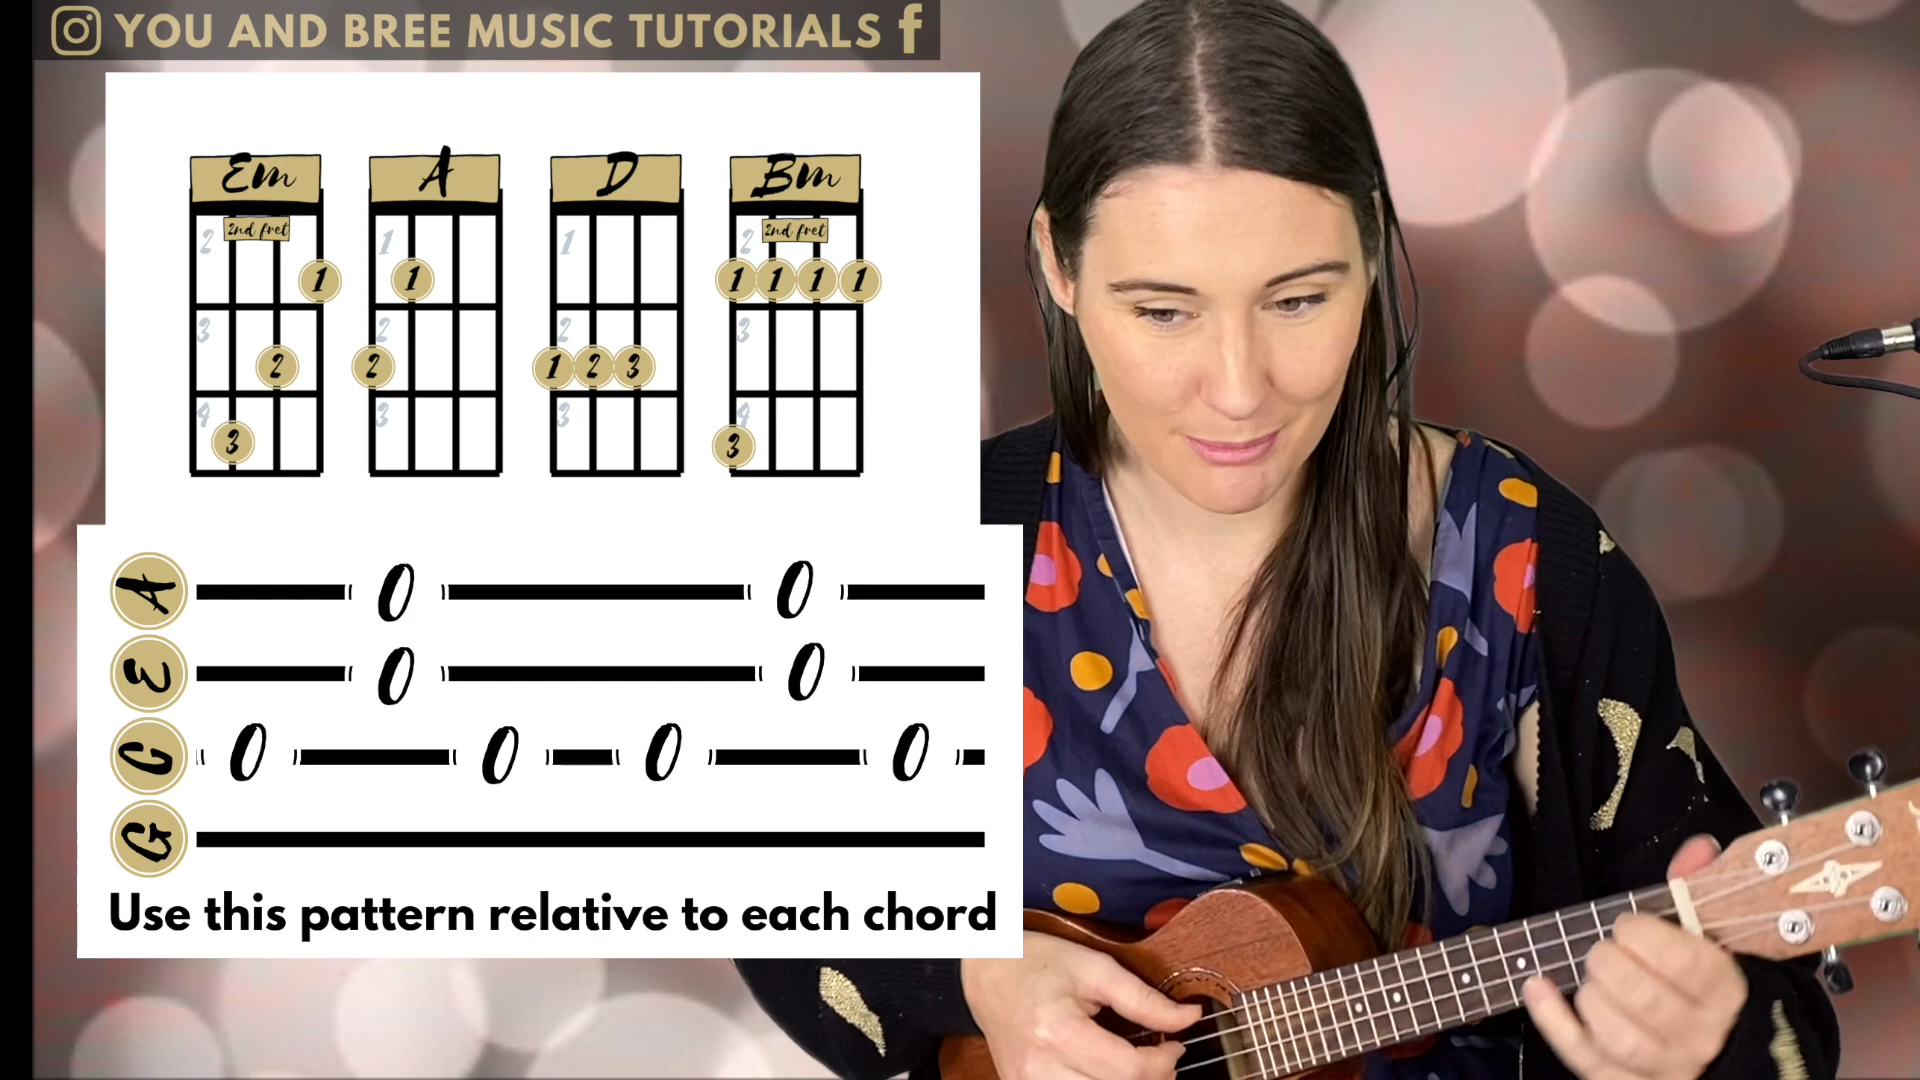 YOU AND BREE MUSIC TUTORIALS f
Em A D Bm
2 2nd fret 1 1 2 2nd fret
1 1 1 1 1 1
3 2 2 3
2 2 1 2 3
4 3 3 4
3 3
A 0 0
E 0 0
C 0 0 0 0
G
Use this pattern relative to each chord